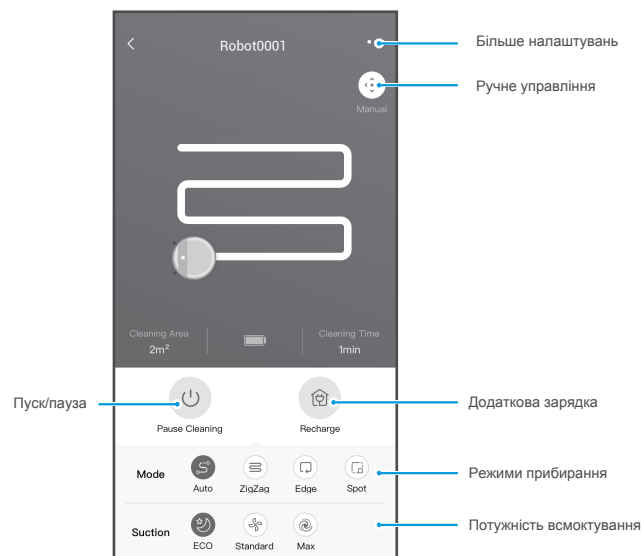 Robot0001
Більше налаштувань
Ручне управління
Manual
Cleaning Area
2m²
Cleaning Time
1min
Пуск/пауза
Pause Cleaning
Recharge
Додаткова зарядка
Mode
Auto
ZigZag
Edge
Spot
Режими прибирання
Suction
ECO
Standard
Max
Потужність всмоктування